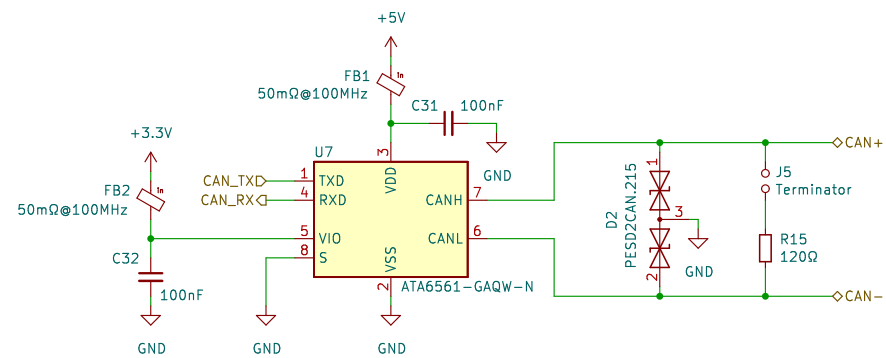 +5V
FB1
50mΩ@100MHz
C31 100nF
+3.3V
U7
3
VDD
GND
CAN_TX 1 TXD
CAN_RX 4 RXD
CANH 7
FB2
50mΩ@100MHz
5 VIO
8 S
CANL 6
C32
100nF
VSS
2
ATA6561-GAQW-N
GND
GND
GND
CAN+
1
D2
PESD2CAN.215
3
2
GND
J5
Terminator
R15
120Ω
CAN-